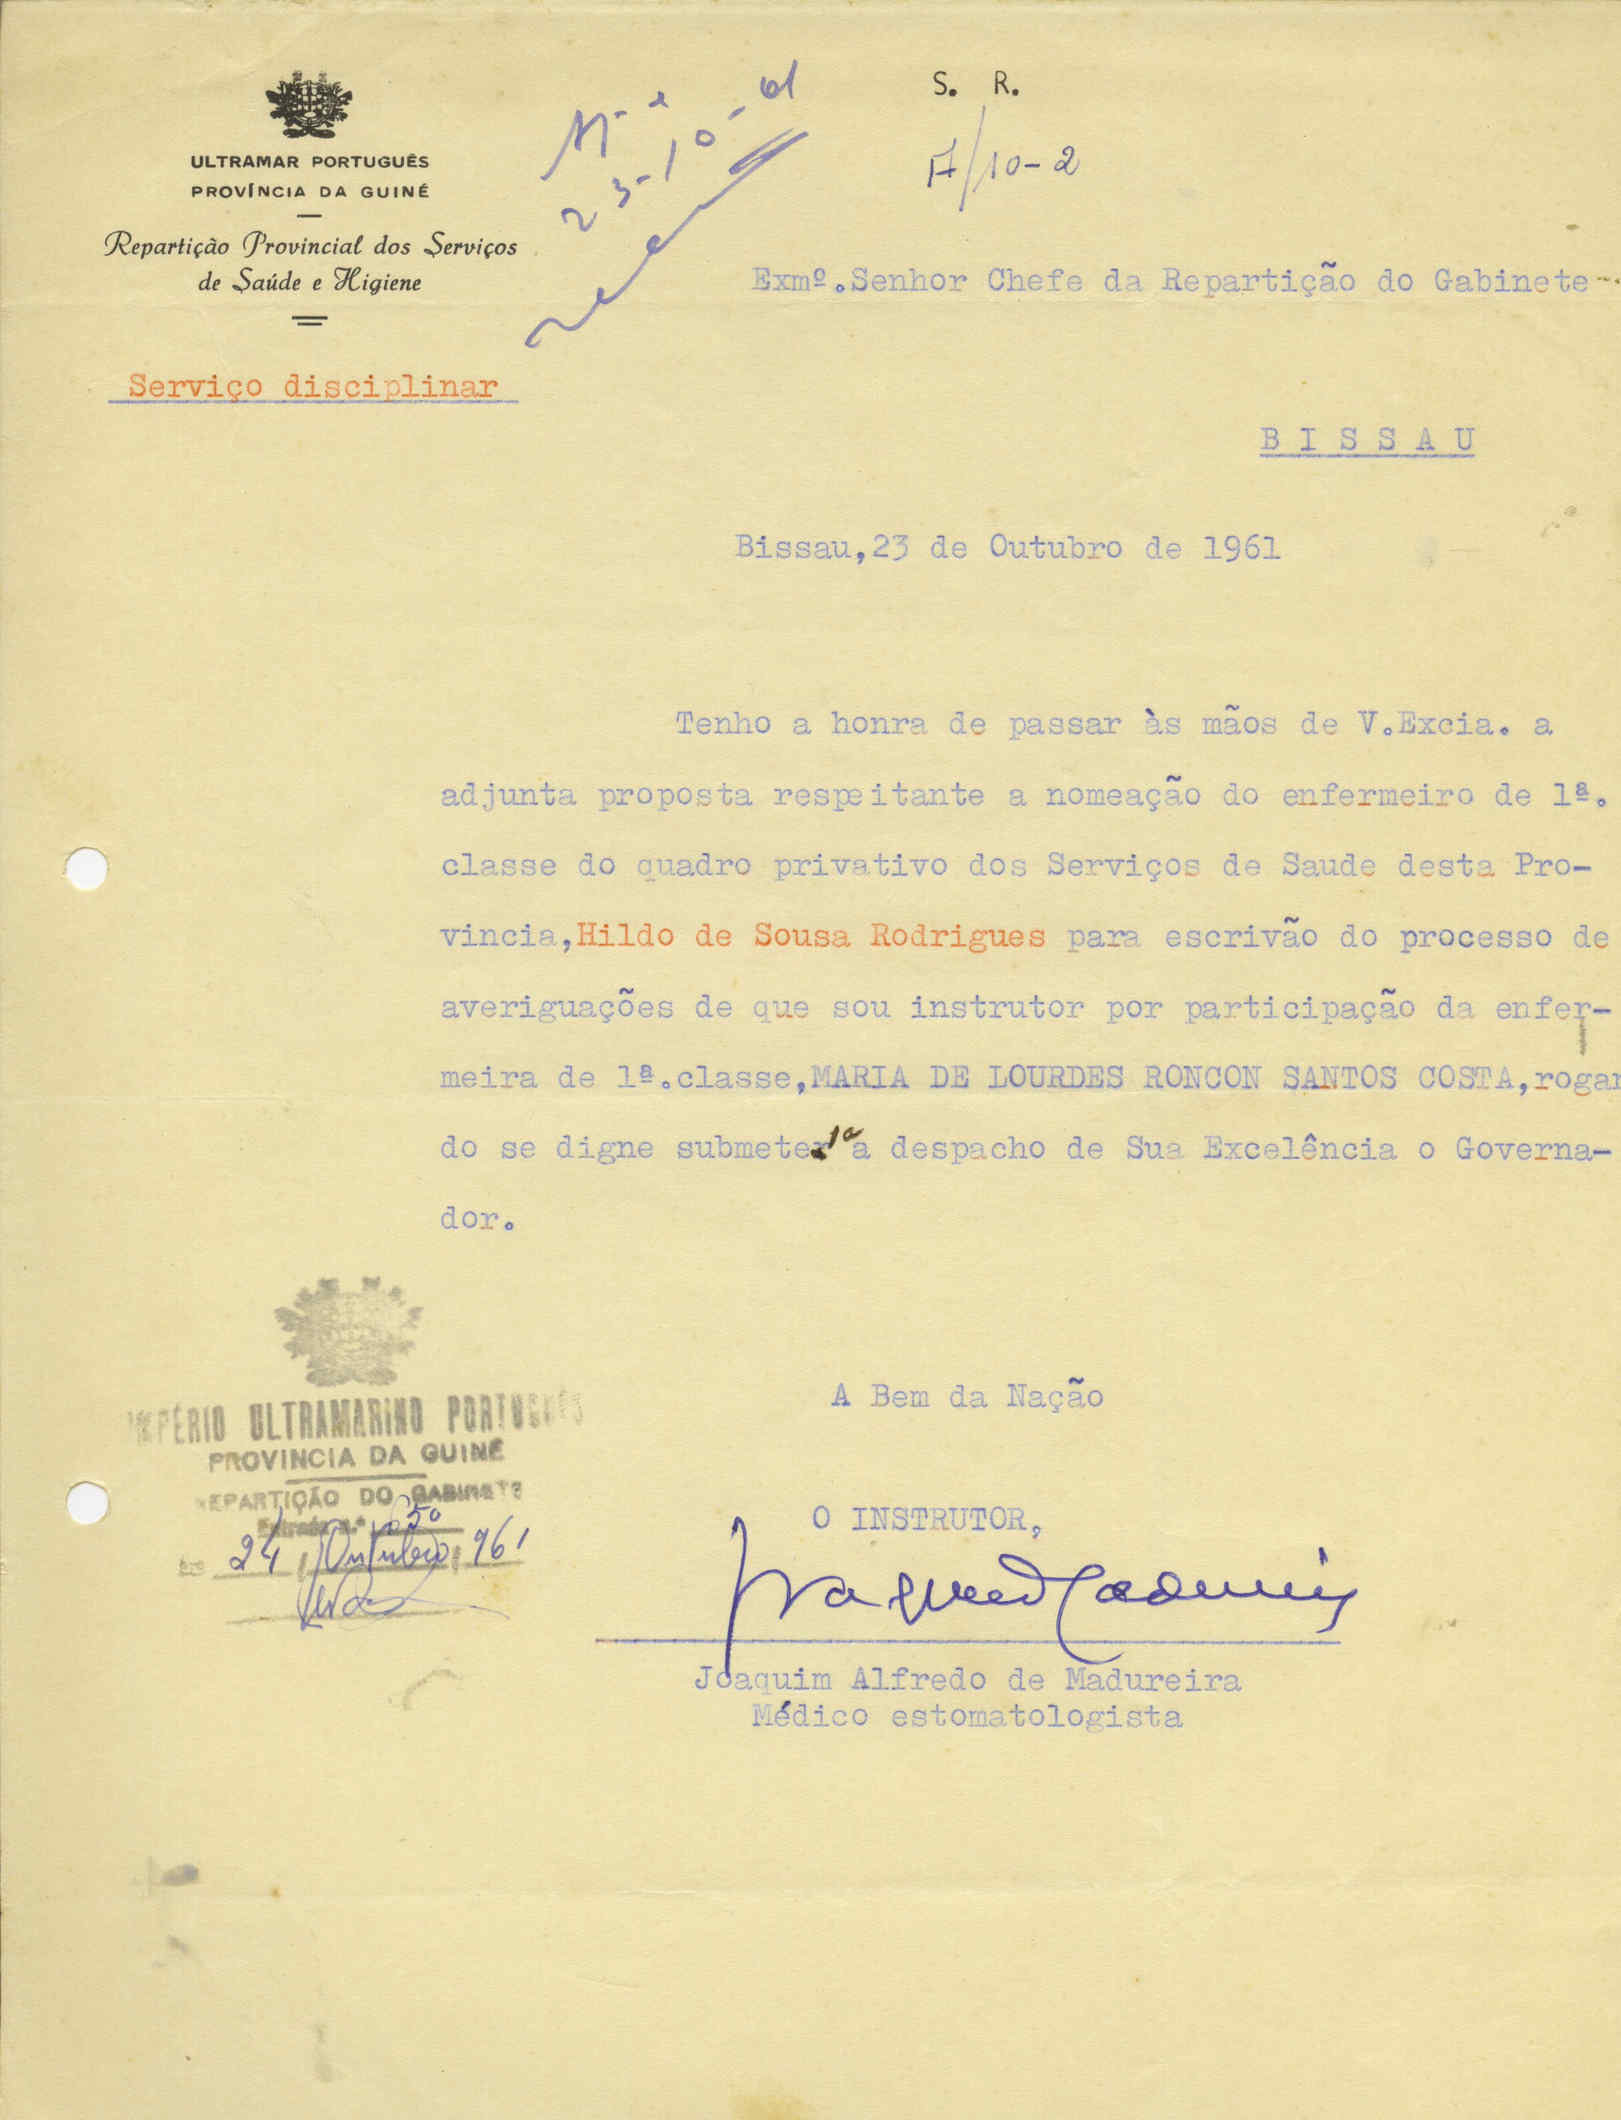 S. R.
A/10-2
23-10-61
ULTRAMAR PORTUGUÊS
PROVÍNCIA DA GUINÉ
Repartição Provincial dos Serviços
de Saúde e Higiene
Exmº.Senhor Chefe da Repartição do Gabinete
Serviço disciplinar
B I S S A U
Bissau,23 de Outubro de 1961
Tenho a honra de passar às mãos de V.Excia. a
adjunta proposta respeitante a nomeação do enfermeiro de 1ª.
classe do quadro privativo dos Serviços de Saude desta Pro-
vincia,Hildo de Sousa Rodrigues para escrivão do processo de
averiguações de que sou instrutor por participação da enfer-
meira de 1ª.classe,MARIA DE LOURDES RONCON SANTOS COSTA,rogan
do se digne submeter a despacho de Sua Excelência o Governa-
dor.
IMPÉRIO ULTRAMARINO PORTUGUÊS
PROVINCIA DA GUINÉ
REPARTIÇÃO DO GABINETE
Entrada n.º
24 / Outubro / 961
A Bem da Nação
O INSTRUTOR,
Joaquim Alfredo de Madureira
Médico estomatologista